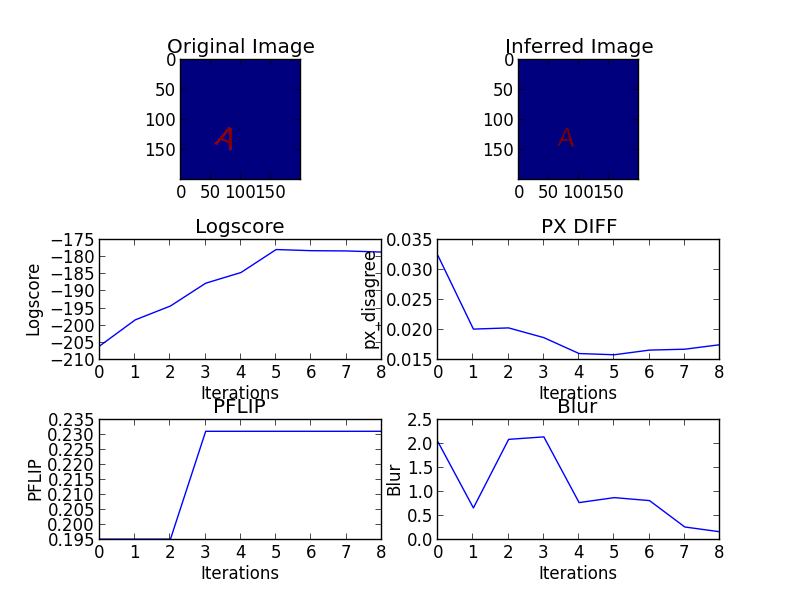 Original Image
0
50
100
150
A
0 50 100150
Inferred Image
0
50
100
150
A
0 50 100150
Logscore
Logscore
−175
−180
−185
−190
−195
−200
−205
−210
0 1 2 3 4 5 6 7 8
Iterations
PX DIFF
px_disagree
0.035
0.030
0.025
0.020
0.015
0 1 2 3 4 5 6 7 8
Iterations
PFLIP
PFLIP
0.235
0.230
0.225
0.220
0.215
0.210
0.205
0.200
0.195
0 1 2 3 4 5 6 7 8
Iterations
Blur
Blur
2.5
2.0
1.5
1.0
0.5
0.0
0 1 2 3 4 5 6 7 8
Iterations